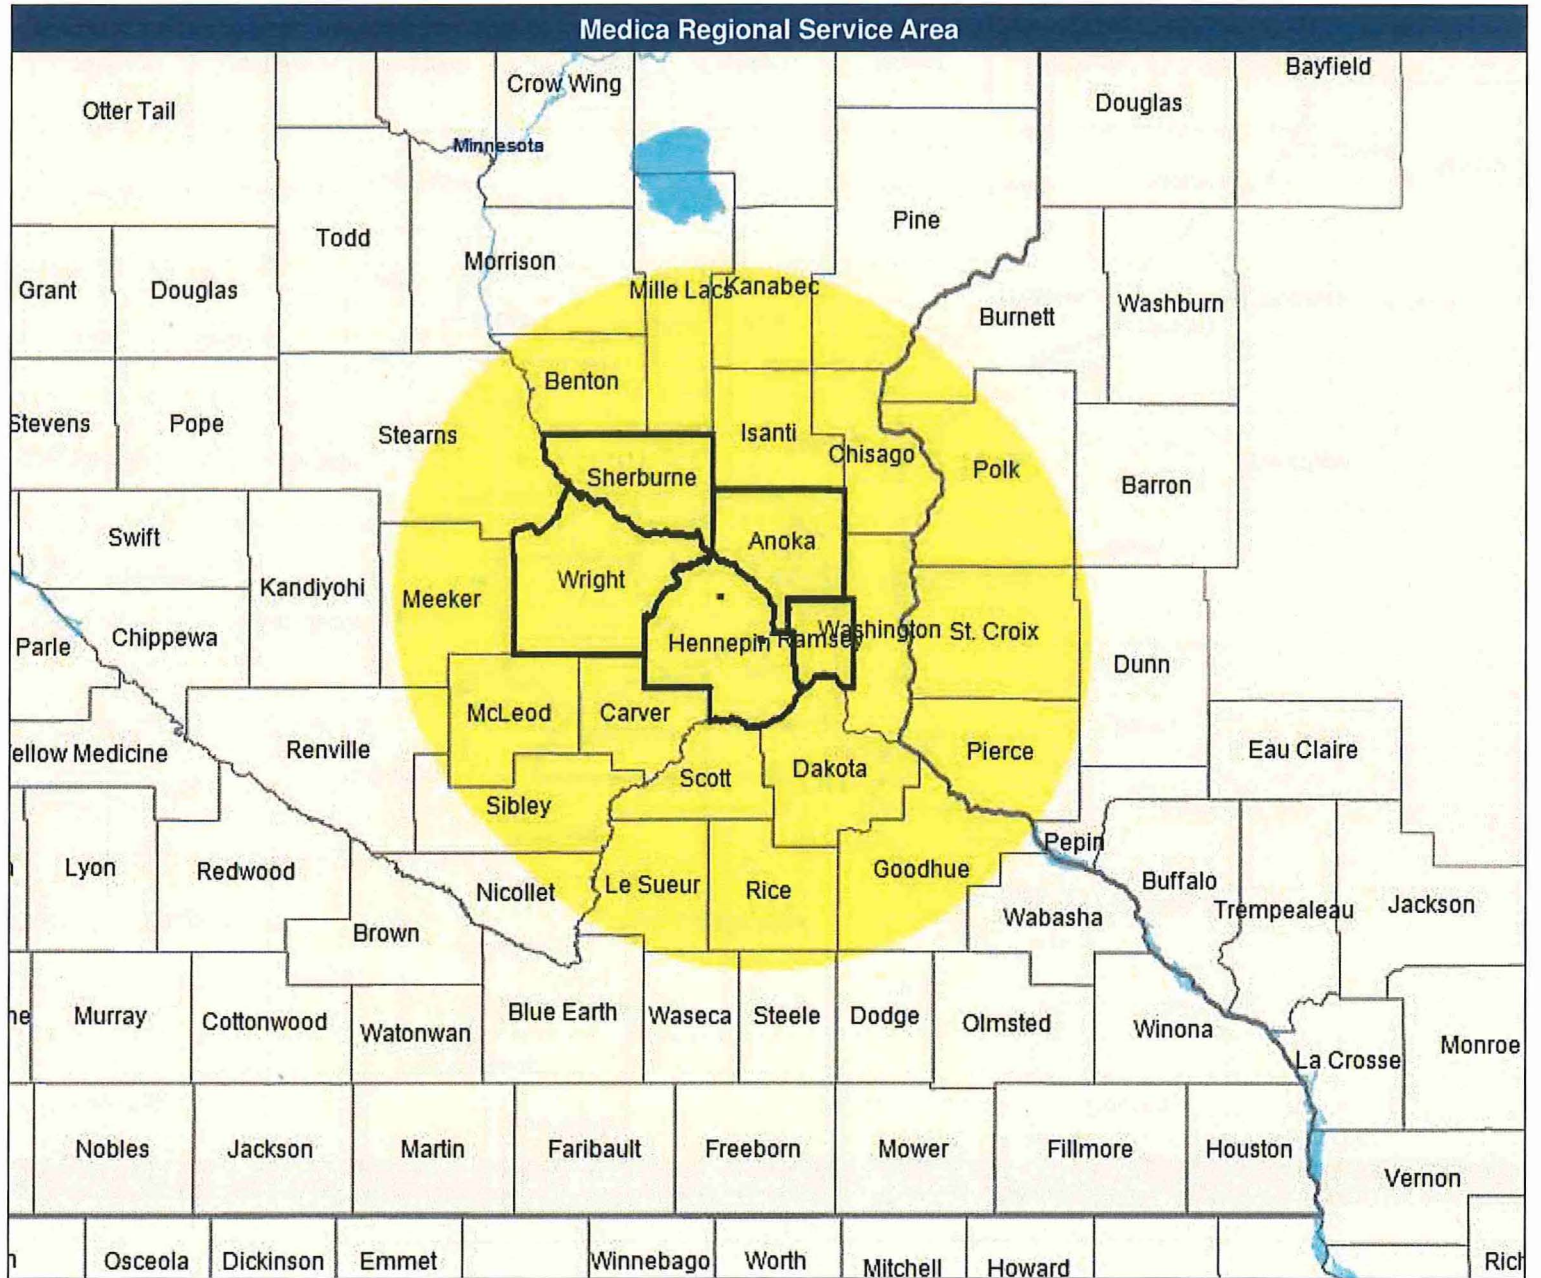 Medica Regional Service Area
Bayfield
Crow Wing
Douglas
Otter Tail
Minnesota
Pine
Todd
Morrison
Grant
Douglas
Mille Lacs
Kanabec
Washburn
Burnett
Benton
Stevens
Pope
Stearns
Isanti
Chisago
Polk
Sherburne
Barron
Swift
Anoka
Wright
Kandiyohi
Meeker
Chippewa
Washington
St. Croix
Parle
Hennepin
Ramsey
Dunn
McLeod
Carver
Renville
ellow Medicine
Pierce
Eau Claire
Scott
Dakota
Sibley
Pepin
Lyon
Redwood
Goodhue
Buffalo
Nicollet
Le Sueur
Rice
Trempealeau
Jackson
Wabasha
Brown
Murray
Cottonwood
Watonwan
Blue Earth
Waseca
Steele
Dodge
Olmsted
Winona
Monroe
La Crosse
Nobles
Jackson
Martin
Faribault
Freeborn
Mower
Fillmore
Houston
Vernon
Osceola
Dickinson
Emmet
Winnebago
Worth
Mitchell
Howard
Rich